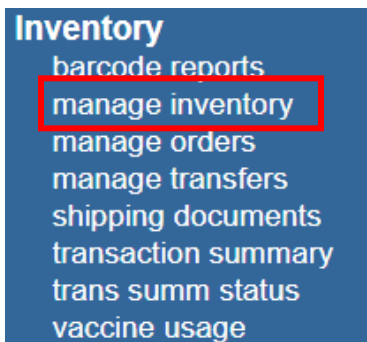 Inventory
barcode reports
manage inventory
manage orders
manage transfers
shipping documents
transaction summary
trans summ status
vaccine usage